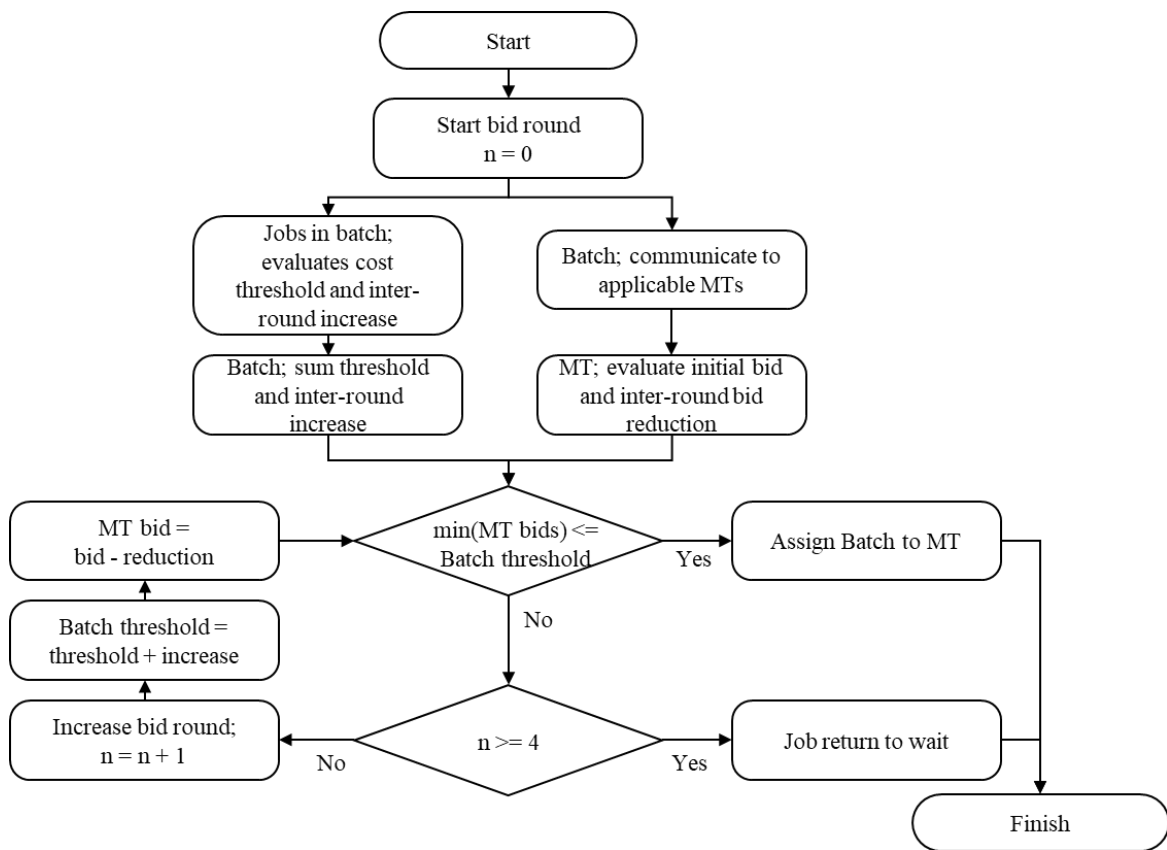 Start
Start bid round
n = 0
Jobs in batch;
evaluates cost
threshold and inter-
round increase
Batch; communicate to
applicable MTs
Batch; sum threshold
and inter-round
increase
MT; evaluate initial bid
and inter-round bid
reduction
MT bid =
bid - reduction
min(MT bids) <=
Batch threshold
Yes
Assign Batch to MT
No
Batch threshold =
threshold + increase
Increase bid round;
n = n + 1
No
n >= 4
Yes
Job return to wait
Finish